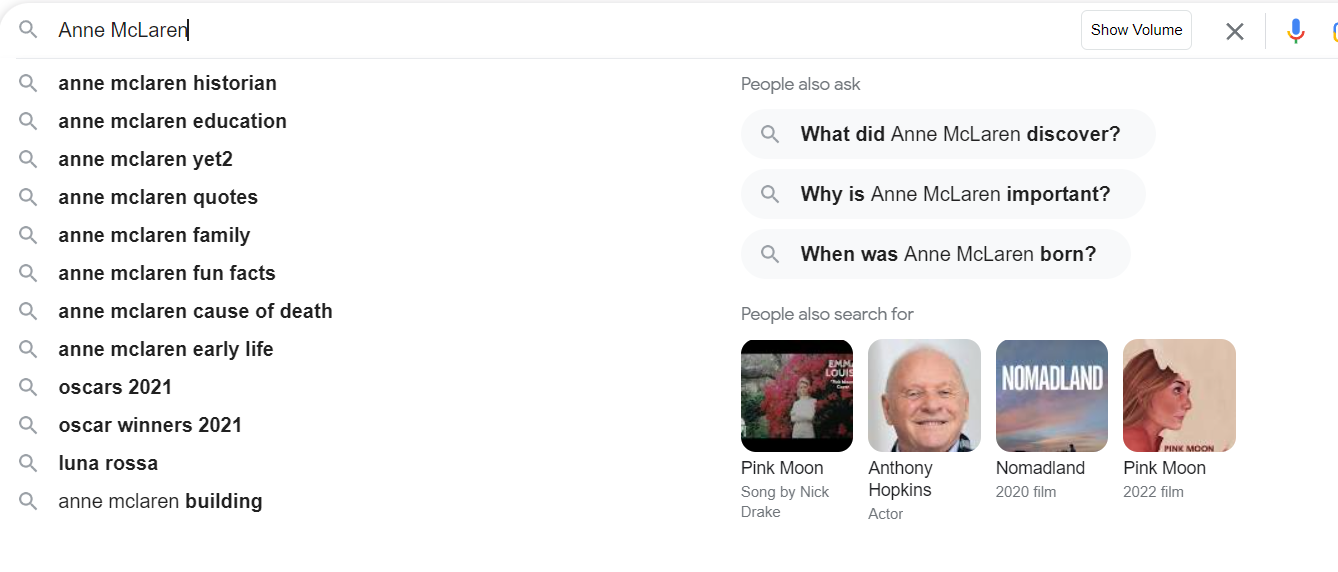 Anne McLaren
Show Volume
anne mclaren historian
anne mclaren education
anne mclaren yet2
anne mclaren quotes
anne mclaren family
anne mclaren fun facts
anne mclaren cause of death
anne mclaren early life
oscars 2021
oscar winners 2021
luna rossa
anne mclaren building
People also ask
What did Anne McLaren discover?
Why is Anne McLaren important?
When was Anne McLaren born?
People also search for
EMMA
LOUIS
NOMADLAND
PINK MOON
Pink Moon
Song by Nick
Drake
Anthony
Hopkins
Actor
Nomadland
2020 film
Pink Moon
2022 film